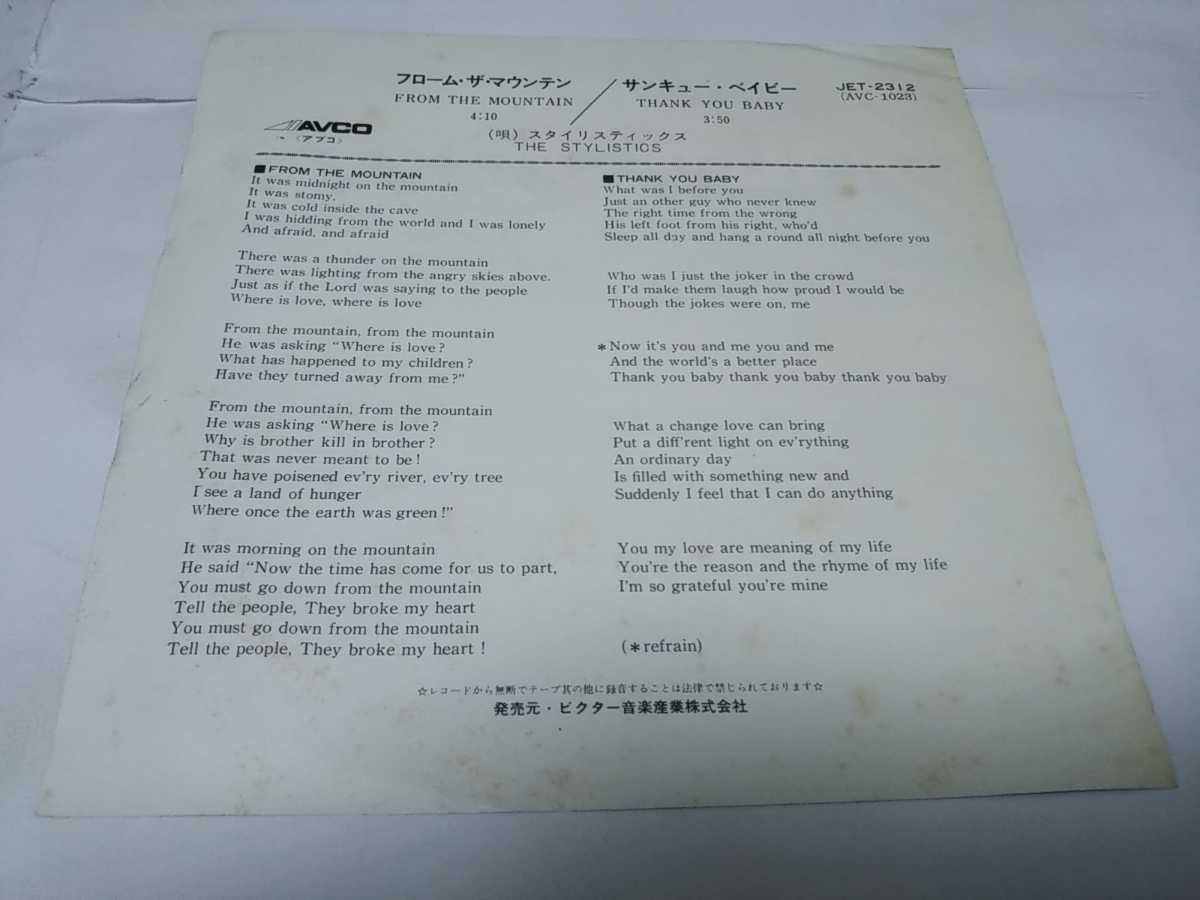 フローム・ザ・マウンテン／サンキュー・ベイビー JET-2312
FROM THE MOUNTAIN THANK YOU BABY (AVC-1023)
4:10 3:50
AVCO
〈アブコ〉
(唄) スタイリスティックス
THE STYLISTICS
■FROM THE MOUNTAIN
It was midnight on the mountain
It was stomy,
It was cold inside the cave
I was hidding from the world and I was lonely
And afraid, and afraid
There was a thunder on the mountain
There was lighting from the angry skies above.
Just as if the Lord was saying to the people
Where is love, where is love
From the mountain, from the mountain
He was asking "Where is love?
What has happened to my children?
Have they turned away from me?"
From the mountain, from the mountain
He was asking "Where is love?
Why is brother kill in brother?
That was never meant to be!
You have poisened ev'ry river, ev'ry tree
I see a land of hunger
Where once the earth was green!"
It was morning on the mountain
He said "Now the time has come for us to part,
You must go down from the mountain
Tell the people, They broke my heart
You must go down from the mountain
Tell the people, They broke my heart!
■THANK YOU BABY
What was I before you
Just an other guy who never knew
The right time from the wrong
His left foot from his right, who'd
Sleep all day and hang a round all night before you
Who was I just the joker in the crowd
If I'd make them laugh how proud I would be
Though the jokes were on, me
*Now it's you and me you and me
And the world's a better place
Thank you baby thank you baby thank you baby
What a change love can bring
Put a diff'rent light on ev'rything
An ordinary day
Is filled with something new and
Suddenly I feel that I can do anything
You my love are meaning of my life
You're the reason and the rhyme of my life
I'm so grateful you're mine
(*refrain)
☆レコードから無断でテープ其の他に録音することは法律で禁じられております☆
発売元・ビクター音楽産業株式会社